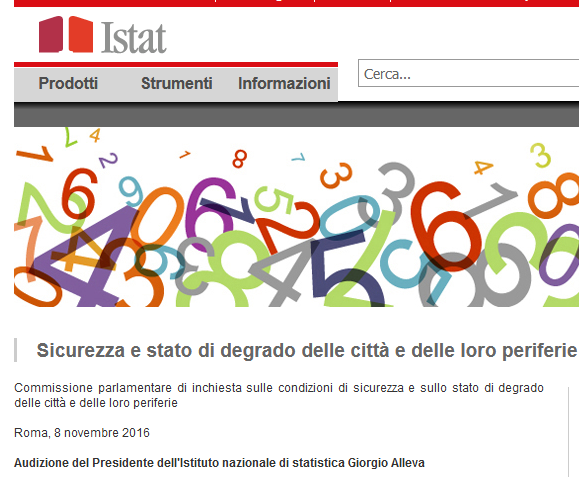 Istat
Prodotti Strumenti Informazioni
Cerca...
Sicurezza e stato di degrado delle città e delle loro periferie
Commissione parlamentare di inchiesta sulle condizioni di sicurezza e sullo stato di degrado
delle città e delle loro periferie
Roma, 8 novembre 2016
Audizione del Presidente dell'Istituto nazionale di statistica Giorgio Alleva